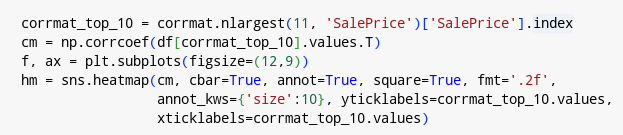 corrmat_top_10 = corrmat.nlargest(11, 'SalePrice')['SalePrice'].index
cm = np.corrcoef(df[corrmat_top_10].values.T)
f, ax = plt.subplots(figsize=(12,9))
hm = sns.heatmap(cm, cbar=True, annot=True, square=True, fmt='.2f',
                 annot_kws={'size':10}, yticklabels=corrmat_top_10.values,
                 xticklabels=corrmat_top_10.values)